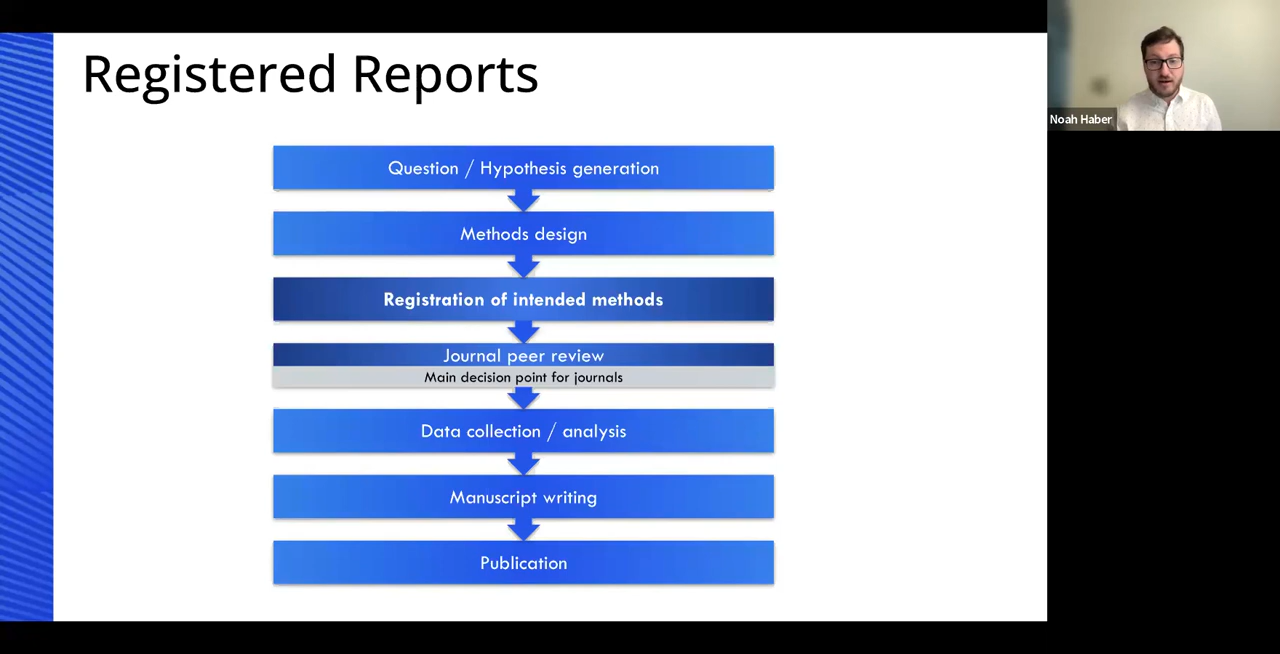 Registered Reports
Noah Haber
Question / Hypothesis generation
Methods design
Registration of intended methods
Journal peer review
Main decision point for journals
Data collection / analysis
Manuscript writing
Publication